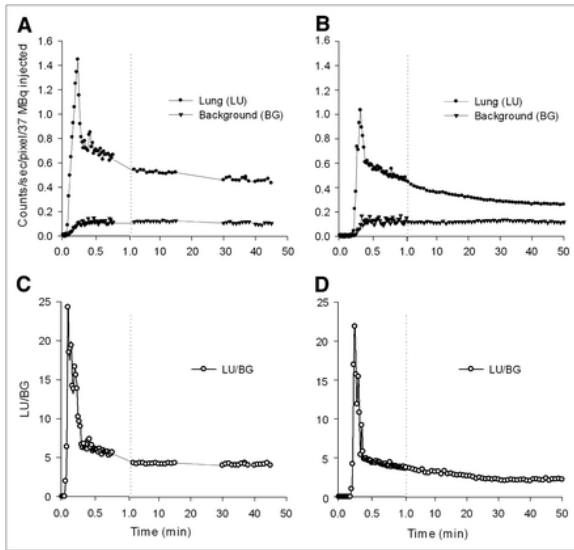 A
1.6
1.4
1.2
1.0
0.8
0.6
0.4
0.2
0.0
Counts/sec/pixel/37 MBq injected
Lung (LU)
Background (BG)
0.0 0.5 1.0 10 20 30 40 50
B
1.6
1.4
1.2
1.0
0.8
0.6
0.4
0.2
0.0
Lung (LU)
Background (BG)
0.0 0.5 1.0 10 20 30 40 50
C
25
20
15
10
5
0
LU/BG
LU/BG
0.0 0.5 1.0 10 20 30 40 50
Time (min)
D
25
20
15
10
5
0
LU/BG
0.0 0.5 1.0 10 20 30 40 50
Time (min)